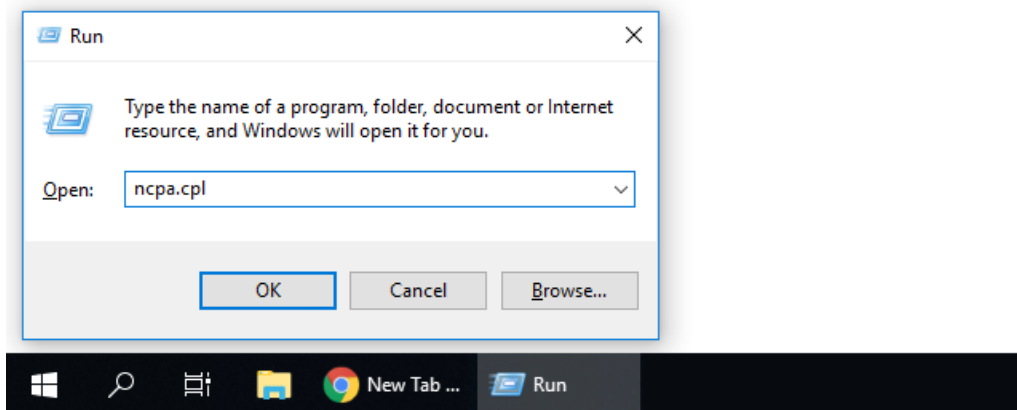 Run
Type the name of a program, folder, document or Internet
resource, and Windows will open it for you.
Open: ncpa.cpl
OK Cancel Browse...
New Tab ... Run